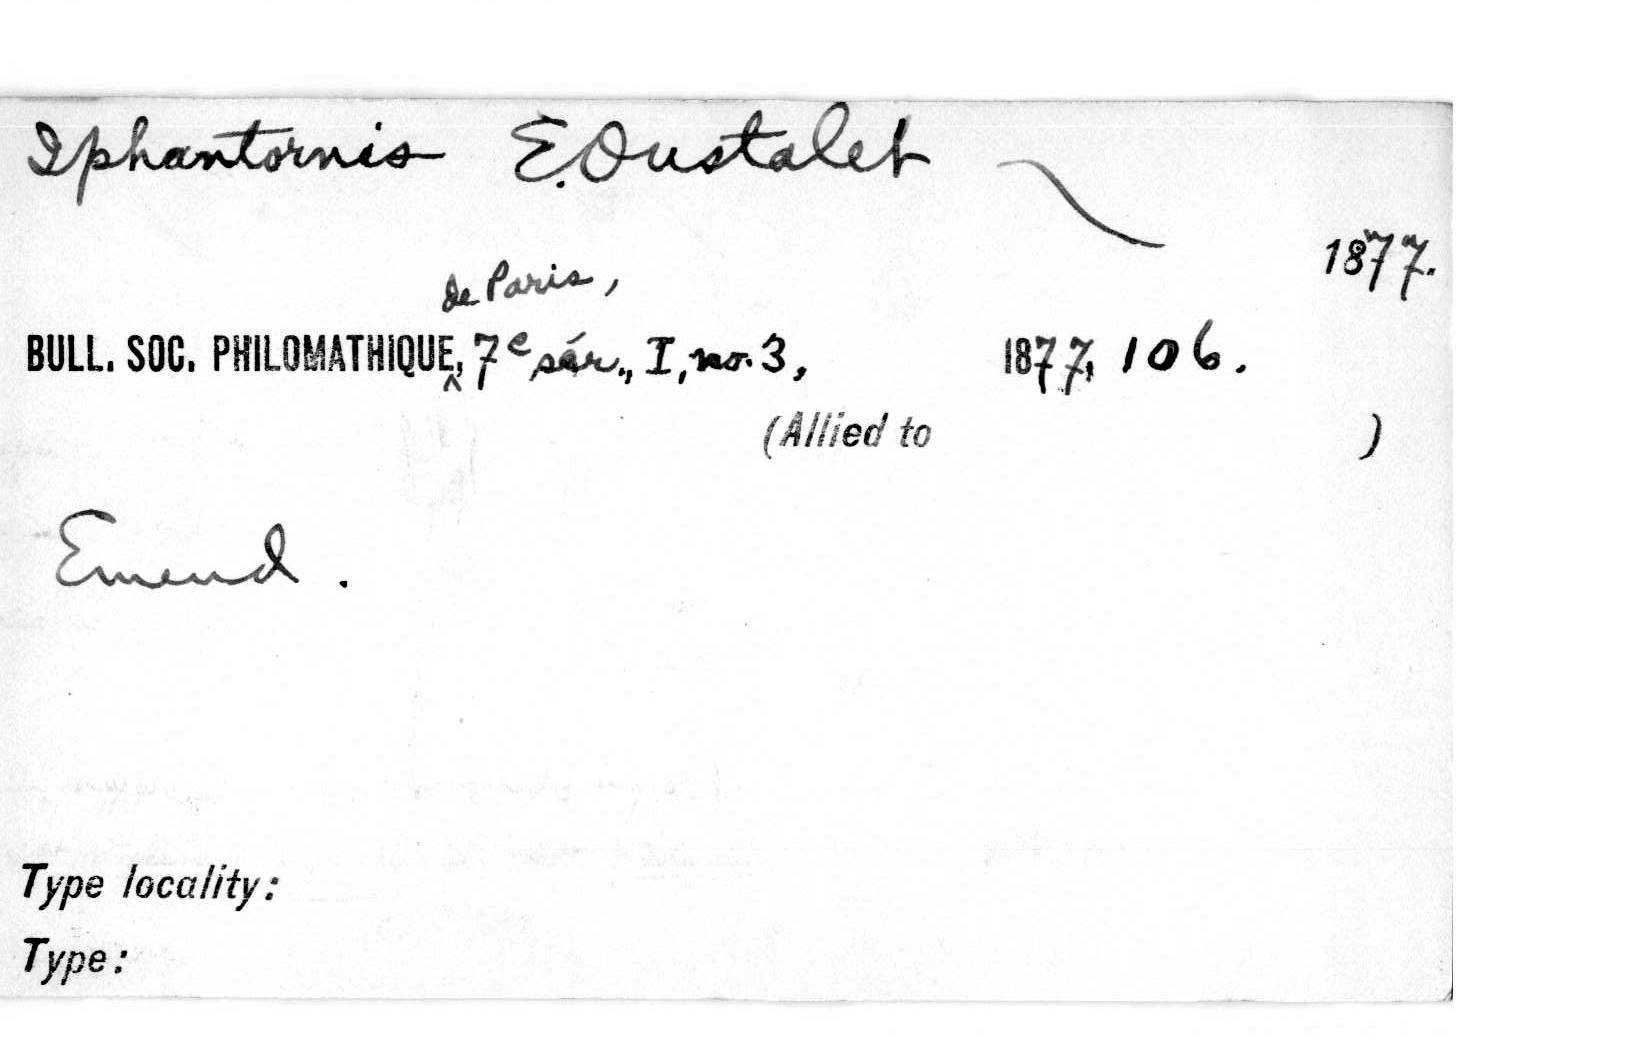 Iphantornis E. Oustalet
1877.
de Paris,
BULL. SOC. PHILOMATHIQUE, 7e sér., I, no. 3, 1877, 106.
(Allied to )
Emend.
Type locality:
Type: